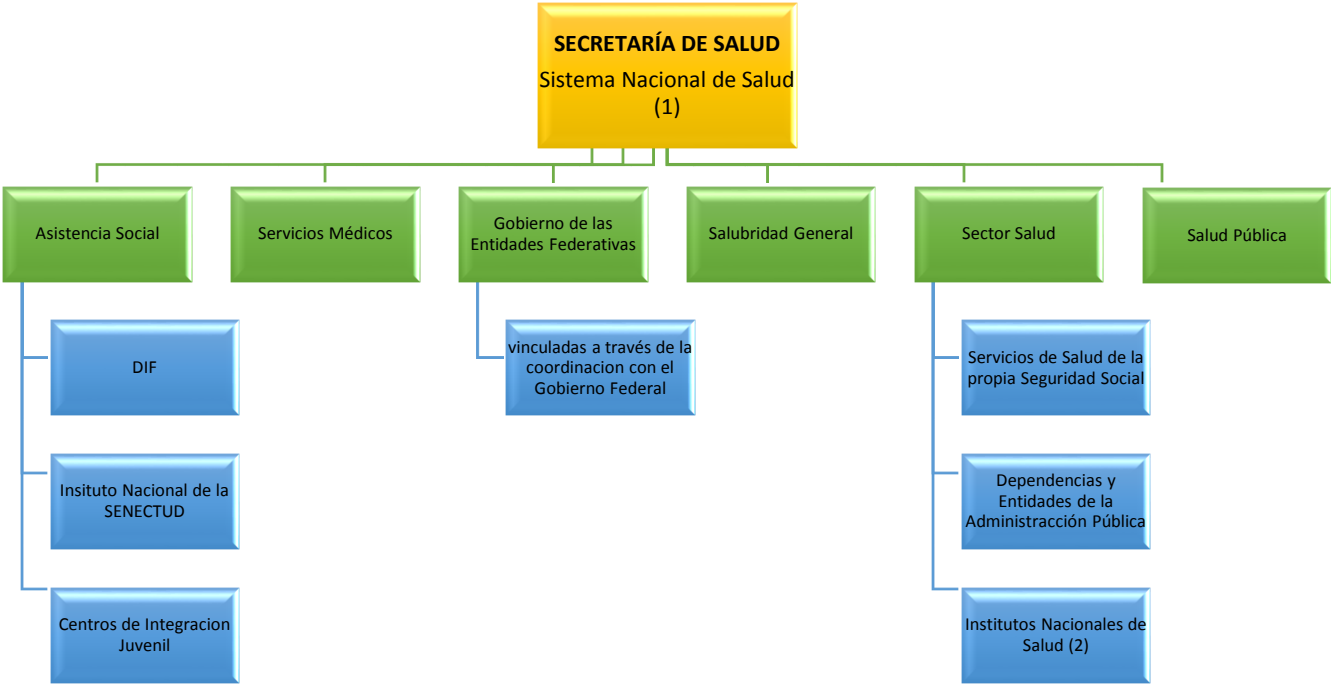 SECRETARÍA DE SALUD
Sistema Nacional de Salud
(1)
Asistencia Social
Servicios Médicos
Gobierno de las
Entidades Federativas
Salubridad General
Sector Salud
Salud Pública
DIF
vinculadas a través de la
coordinacion con el
Gobierno Federal
Servicios de Salud de la
propia Seguridad Social
Insituto Nacional de la
SENECTUD
Dependencias y
Entidades de la
Administracción Pública
Centros de Integracion
Juvenil
Institutos Nacionales de
Salud (2)